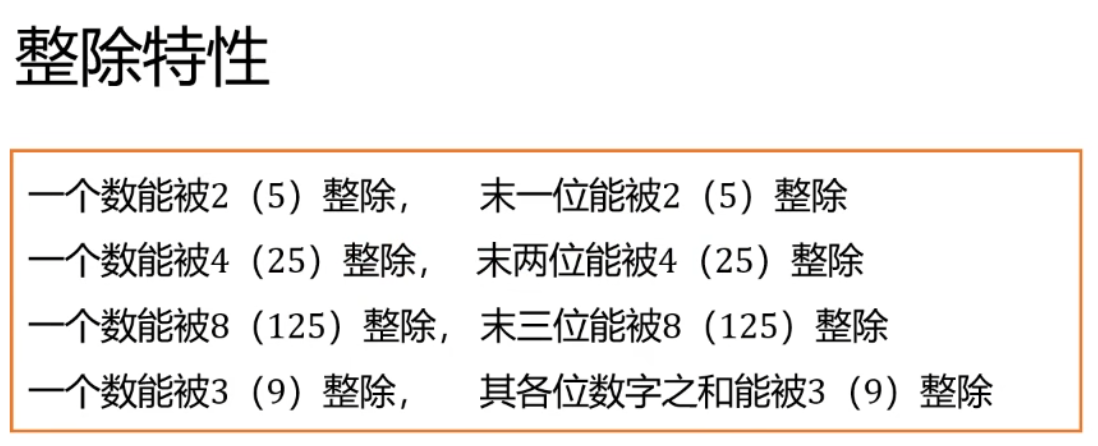 整除特性
一个数能被2（5）整除， 末一位能被2（5）整除
一个数能被4（25）整除， 末两位能被4（25）整除
一个数能被8（125）整除， 末三位能被8（125）整除
一个数能被3（9）整除， 其各位数字之和能被3（9）整除